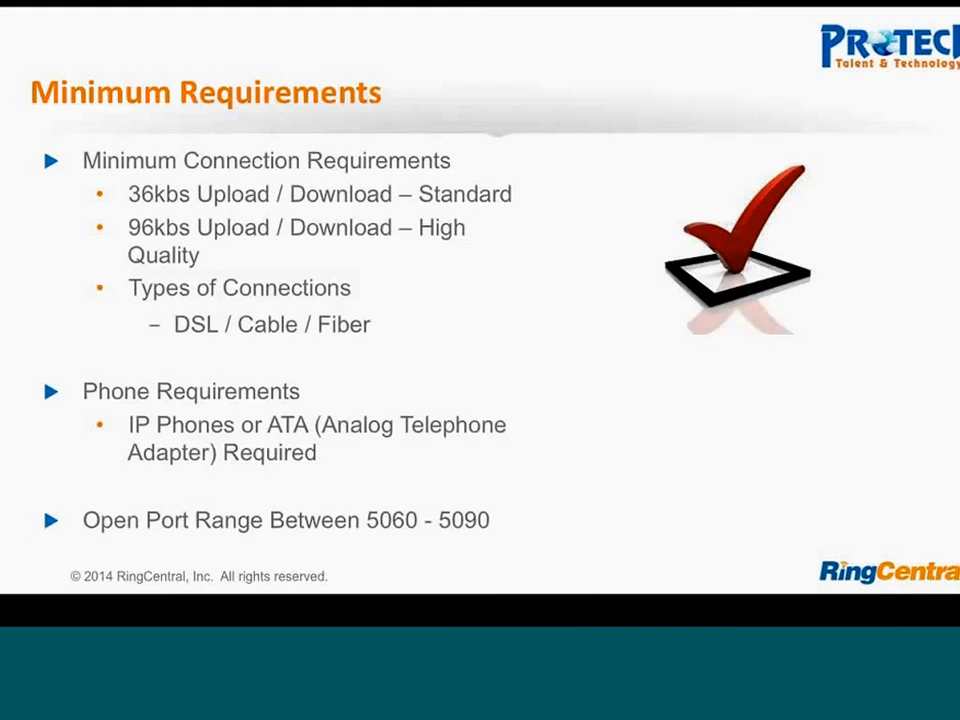 PROTECH
Talent & Technology
Minimum Requirements
Minimum Connection Requirements
• 36kbs Upload / Download – Standard
• 96kbs Upload / Download – High
Quality
• Types of Connections
– DSL / Cable / Fiber
Phone Requirements
• IP Phones or ATA (Analog Telephone
Adapter) Required
Open Port Range Between 5060 - 5090
© 2014 RingCentral, Inc. All rights reserved.
RingCentra